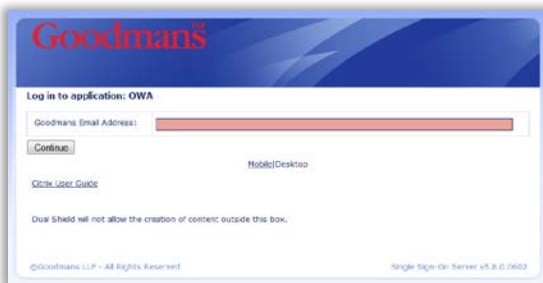 Goodmans LLP
Log in to application: OWA
Goodmans Email Address:
Continue
Mobile|Desktop
Citrix User Guide
Dual Shield will not allow the creation of content outside this box.
©Goodmans LLP - All Rights Reserved
Single Sign-On Server v5.8.0.0602